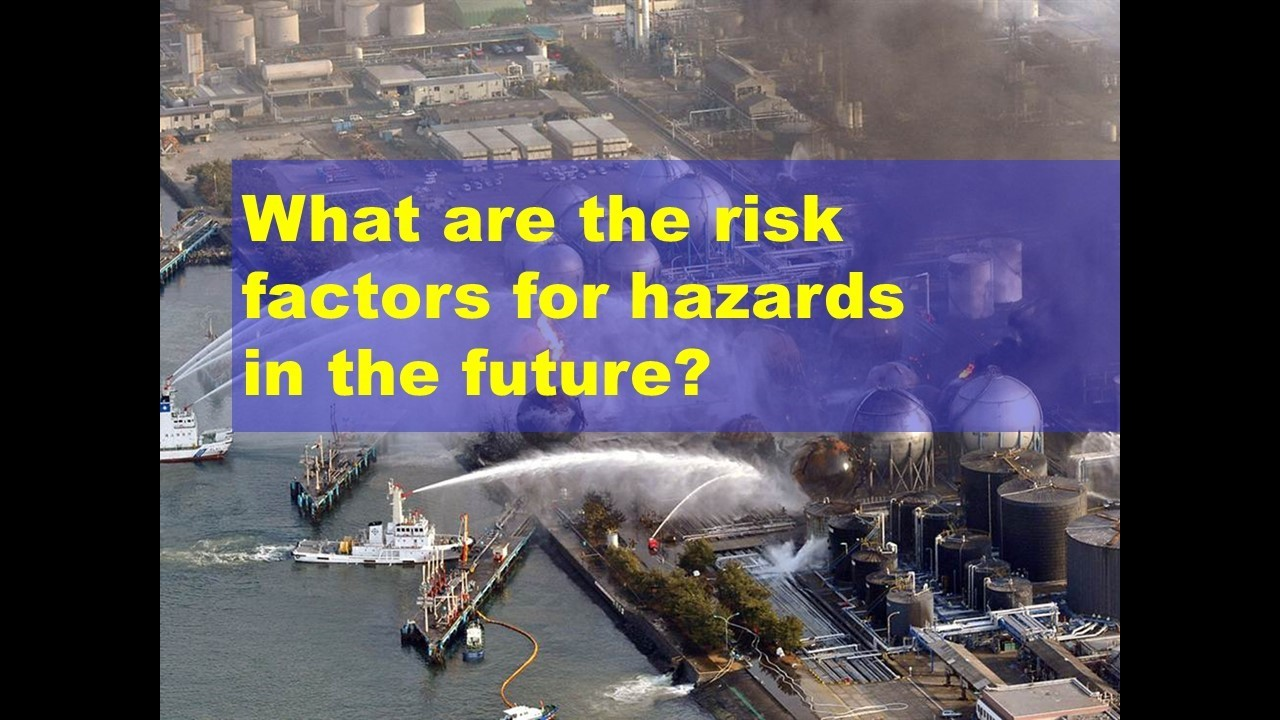 What are the risk
factors for hazards
in the future?